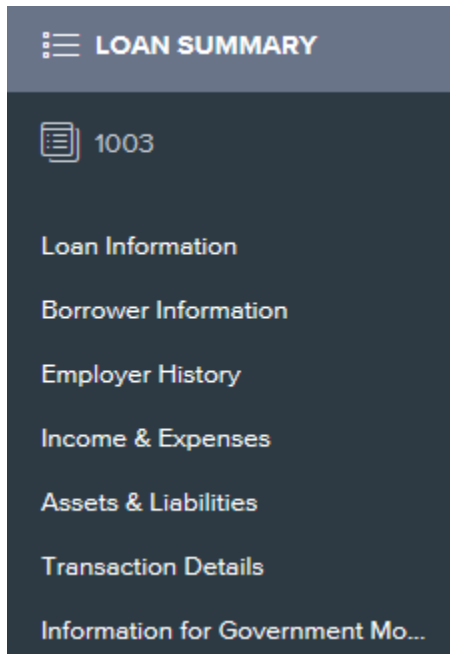 LOAN SUMMARY
1003
Loan Information
Borrower Information
Employer History
Income & Expenses
Assets & Liabilities
Transaction Details
Information for Government Mo...